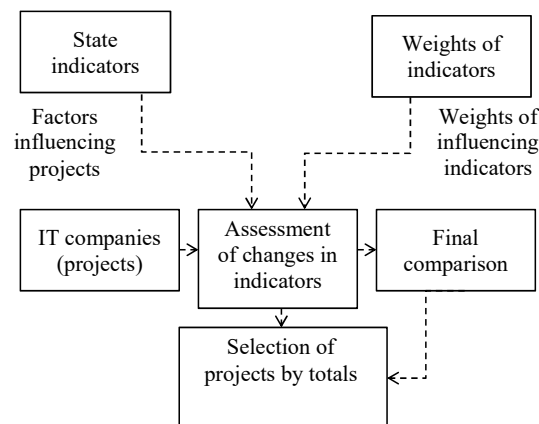 State
indicators
Weights of
indicators
Factors
influencing
projects
Weights of
influencing
indicators
IT companies
(projects)
Assessment
of changes in
indicators
Final
comparison
Selection of
projects by totals